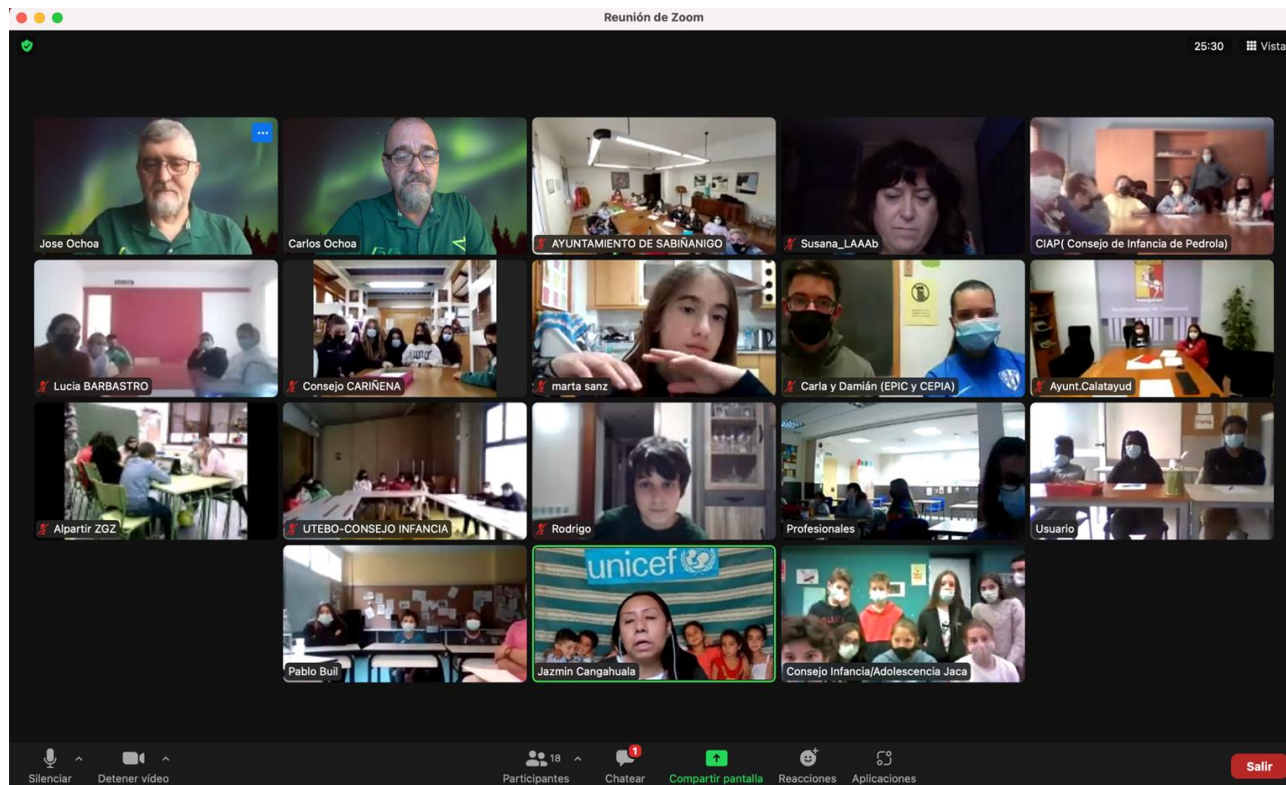 Reunión de Zoom
25:30
Vista
Jose Ochoa
Carlos Ochoa
AYUNTAMIENTO DE SABIÑANIGO
Susana_LAAAb
CIAP( Consejo de Infancia de Pedrola)
Lucia BARBASTRO
Consejo CARIÑENA
marta sanz
Carla y Damián (EPIC y CEPIA)
Ayunt.Calatayud
Alpartir ZGZ
UTEBO-CONSEJO INFANCIA
Rodrigo
Profesionales
Usuario
unicef
Pablo Buil
Jazmin Cangahuala
Consejo Infancia/Adolescencia Jaca
Silenciar
Detener vídeo
18
Participantes
1
Chatear
Compartir pantalla
Reacciones
Aplicaciones
Salir